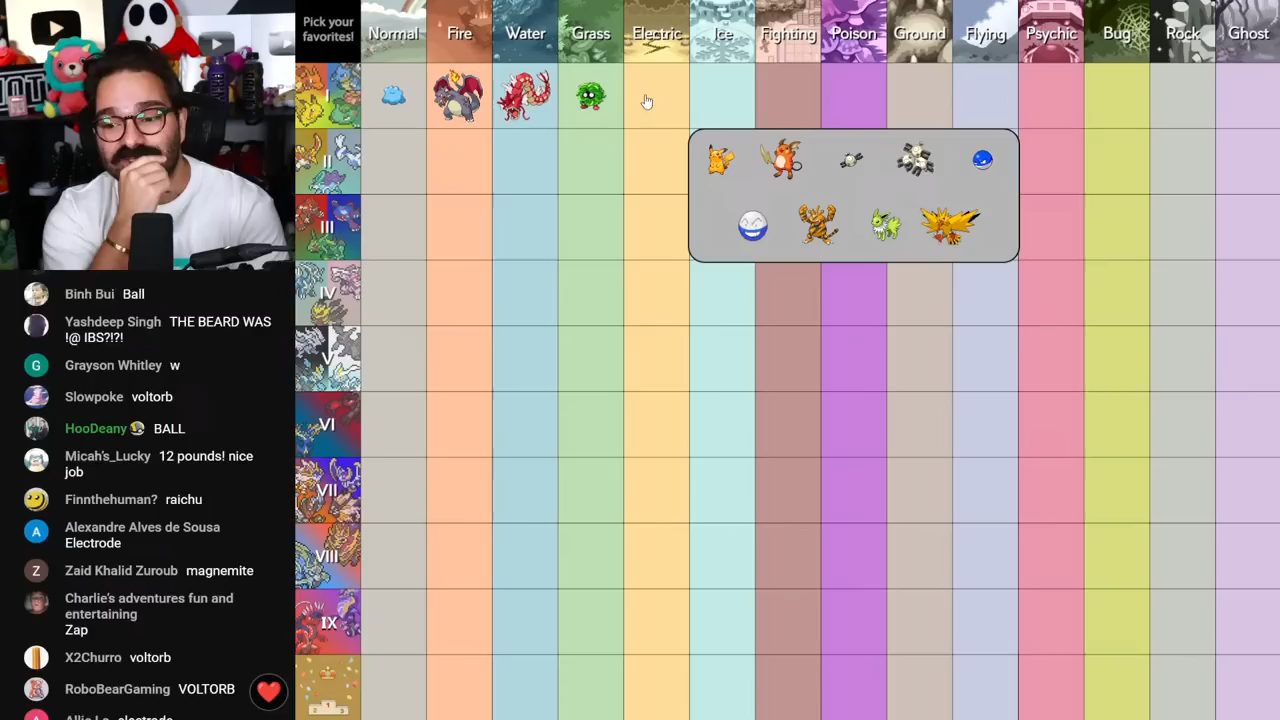 Pick your
favorites!
Normal
Fire
Water
Grass
Electric
Ice
Fighting
Poison
Ground
Flying
Psychic
Bug
Rock
Ghost
I
II
III
IV
V
VI
VII
VIII
IX
Binh Bui Ball
Yashdeep Singh THE BEARD WAS
!@ IBS?!?!
G Grayson Whitley w
Slowpoke voltorb
HooDeany BALL
Micah's_Lucky 12 pounds! nice
job
Finnthehuman? raichu
A Alexandre Alves de Sousa
Electrode
Z Zaid Khalid Zuroub magnemite
Charlie's adventures fun and
entertaining
Zap
X2Churro voltorb
RoboBearGaming VOLTORB